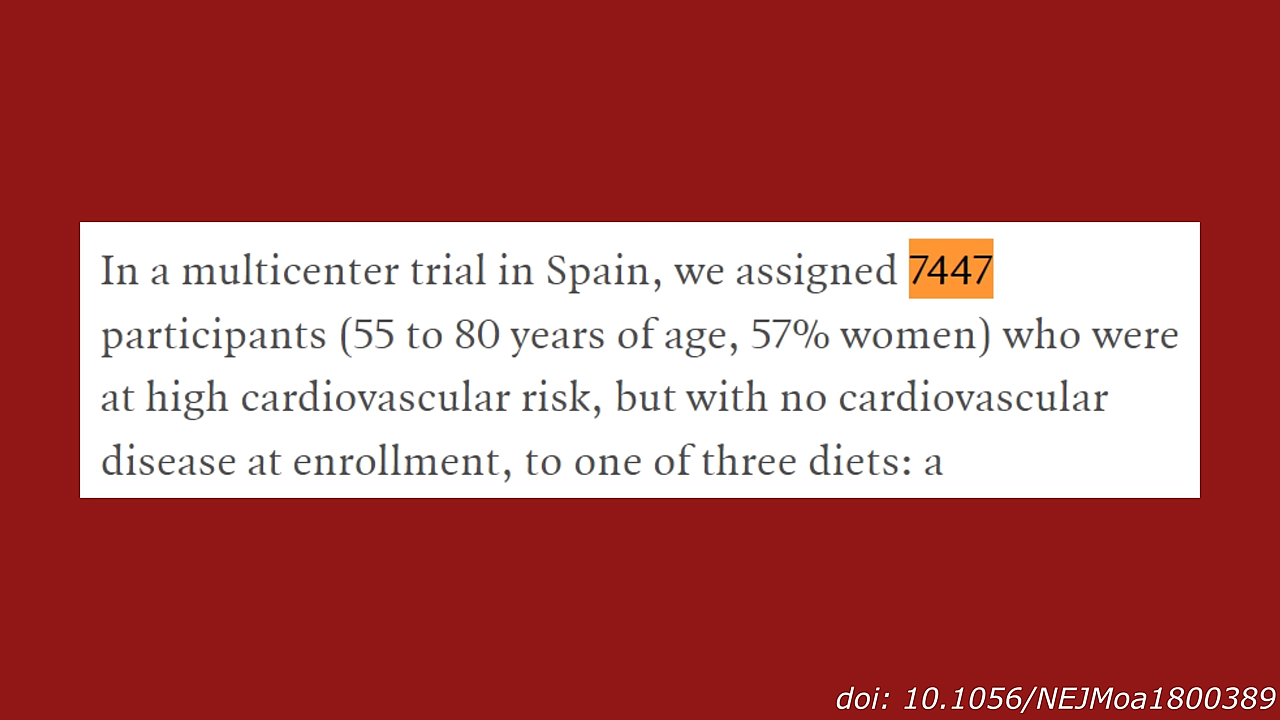 In a multicenter trial in Spain, we assigned 7447
participants (55 to 80 years of age, 57% women) who were
at high cardiovascular risk, but with no cardiovascular
disease at enrollment, to one of three diets: a
doi: 10.1056/NEJMoa1800389